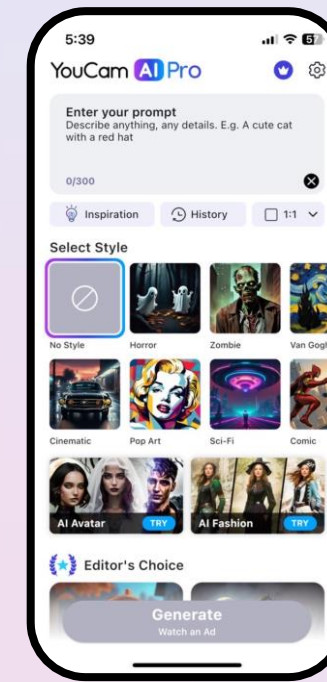 5:39
YouCam AI Pro
Enter your prompt
Describe anything, any details. E.g. A cute cat
with a red hat
0/300
Inspiration
History
1:1
Select Style
No Style
Horror
Zombie
Van Gogh
Cinematic
Pop Art
Sci-Fi
Comic
AI Avatar
TRY
AI Fashion
TRY
Editor's Choice
Generate
Watch an Ad